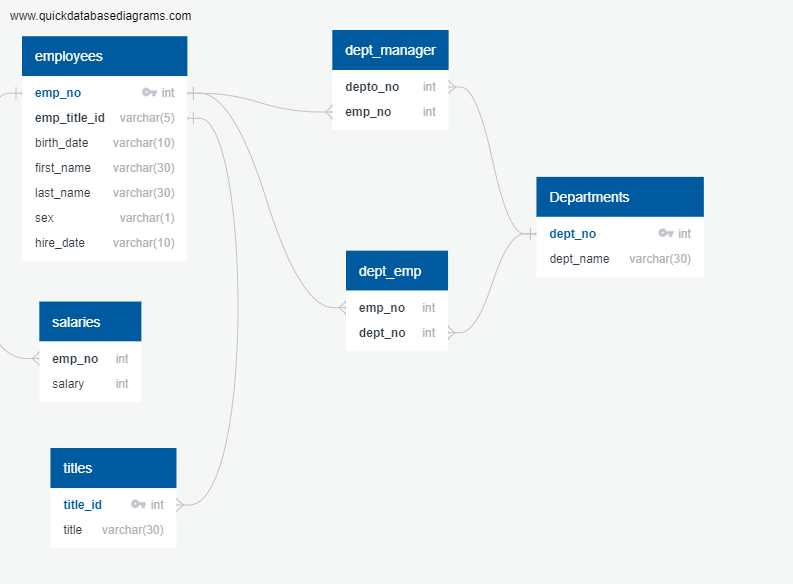 www.quickdatabasediagrams.com
employees
emp_no int
emp_title_id varchar(5)
birth_date varchar(10)
first_name varchar(30)
last_name varchar(30)
sex varchar(1)
hire_date varchar(10)
dept_manager
depto_no int
emp_no int
Departments
dept_no int
dept_name varchar(30)
dept_emp
emp_no int
dept_no int
salaries
emp_no int
salary int
titles
title_id int
title varchar(30)